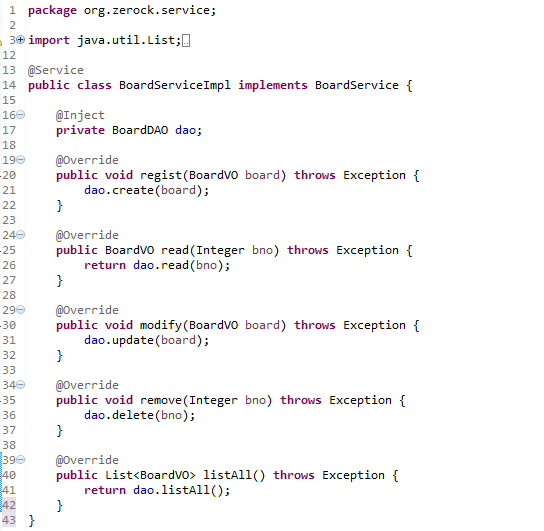 1 package org.zerock.service;
2
3 import java.util.List;
12
13 @Service
14 public class BoardServiceImpl implements BoardService {
15
16 @Inject
17 private BoardDAO dao;
18
19 @Override
20 public void regist(BoardVO board) throws Exception {
21 dao.create(board);
22 }
23
24 @Override
25 public BoardVO read(Integer bno) throws Exception {
26 return dao.read(bno);
27 }
28
29 @Override
30 public void modify(BoardVO board) throws Exception {
31 dao.update(board);
32 }
33
34 @Override
35 public void remove(Integer bno) throws Exception {
36 dao.delete(bno);
37 }
38
39 @Override
40 public List<BoardVO> listAll() throws Exception {
41 return dao.listAll();
42 }
43 }